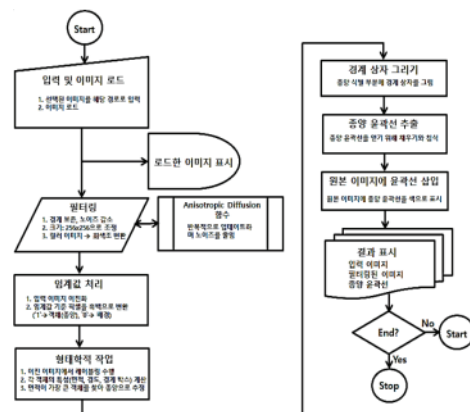 Start
입력 및 이미지 로드
1. 선택된 이미지를 해당 경로로 입력
2. 이미지 로드
로드한 이미지 표시
필터링
1. 경계 보존, 노이즈 감소
2. 크기: 256x256으로 조정
3. 컬러 이미지 → 회색조 변환
Anisotropic Diffusion
함수
반복적으로 업데이트하
며 노이즈를 줄임
임계값 처리
1. 입력 이미지 이진화
2. 임계값 기준 픽셀을 흑백으로 변환
('1'→객체(종양), '0'→ 배경)
형태학적 작업
1. 이진 이미지에서 레이블링 수행
2. 각 객체의 특성(면적, 경도, 경계 박스) 계산
3. 면적이 가장 큰 객체를 찾아 종양으로 추정
경계 상자 그리기
종양 식별 부분에 경계 상자를 그림
종양 윤곽선 추출
종양 윤곽선을 얻기 위해 채우기와 침식
원본 이미지에 윤곽선 삽입
원본 이미지에 종양 윤곽선을 색으로 표시
결과 표시
입력 이미지
필터링된 이미지
종양 윤곽선
End?
No
Start
Yes
Stop